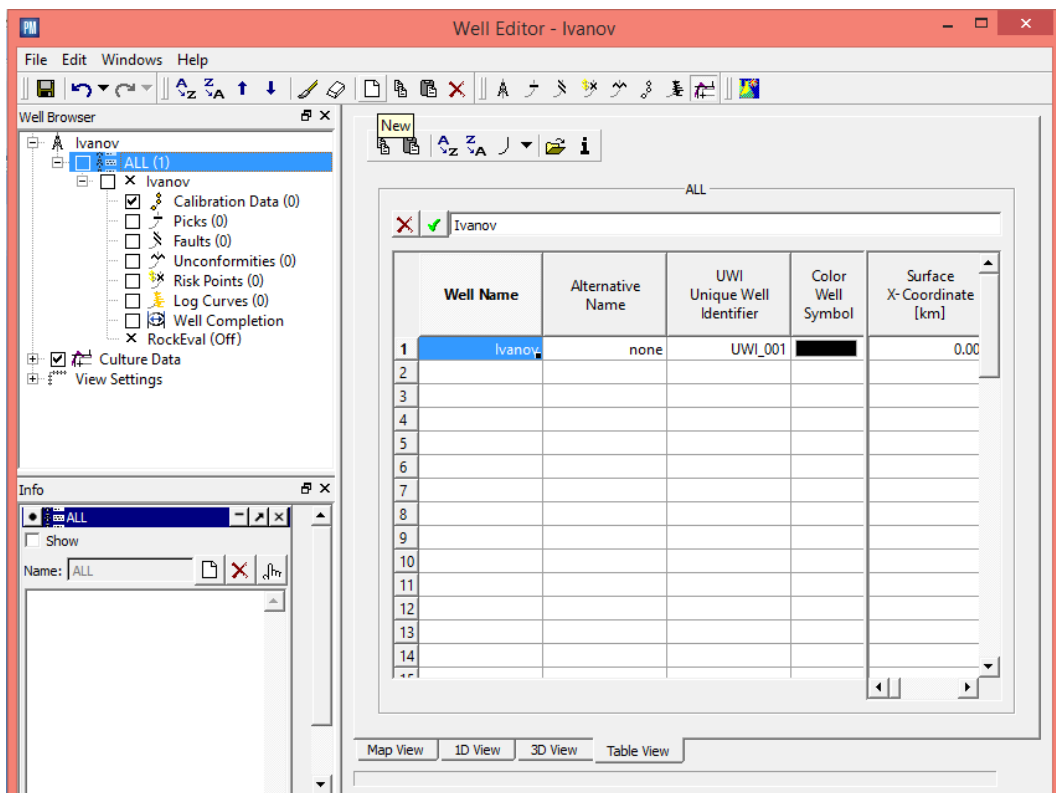 PM
Well Editor - Ivanov
File Edit Windows Help
A Z Z A
Well Browser
New
Ivanov
ALL (1)
Ivanov
Calibration Data (0)
Picks (0)
Faults (0)
Unconformities (0)
Risk Points (0)
Log Curves (0)
Well Completion
RockEval (Off)
Culture Data
View Settings
A Z Z A
ALL
Ivanov
Well Name
Alternative Name
UWI Unique Well Identifier
Color Well Symbol
Surface X-Coordinate [km]
1 Ivanov none UWI_001 0.00
2
3
4
5
6
7
8
9
10
11
12
13
14
Info
ALL
Show
Name: ALL
Map View 1D View 3D View Table View